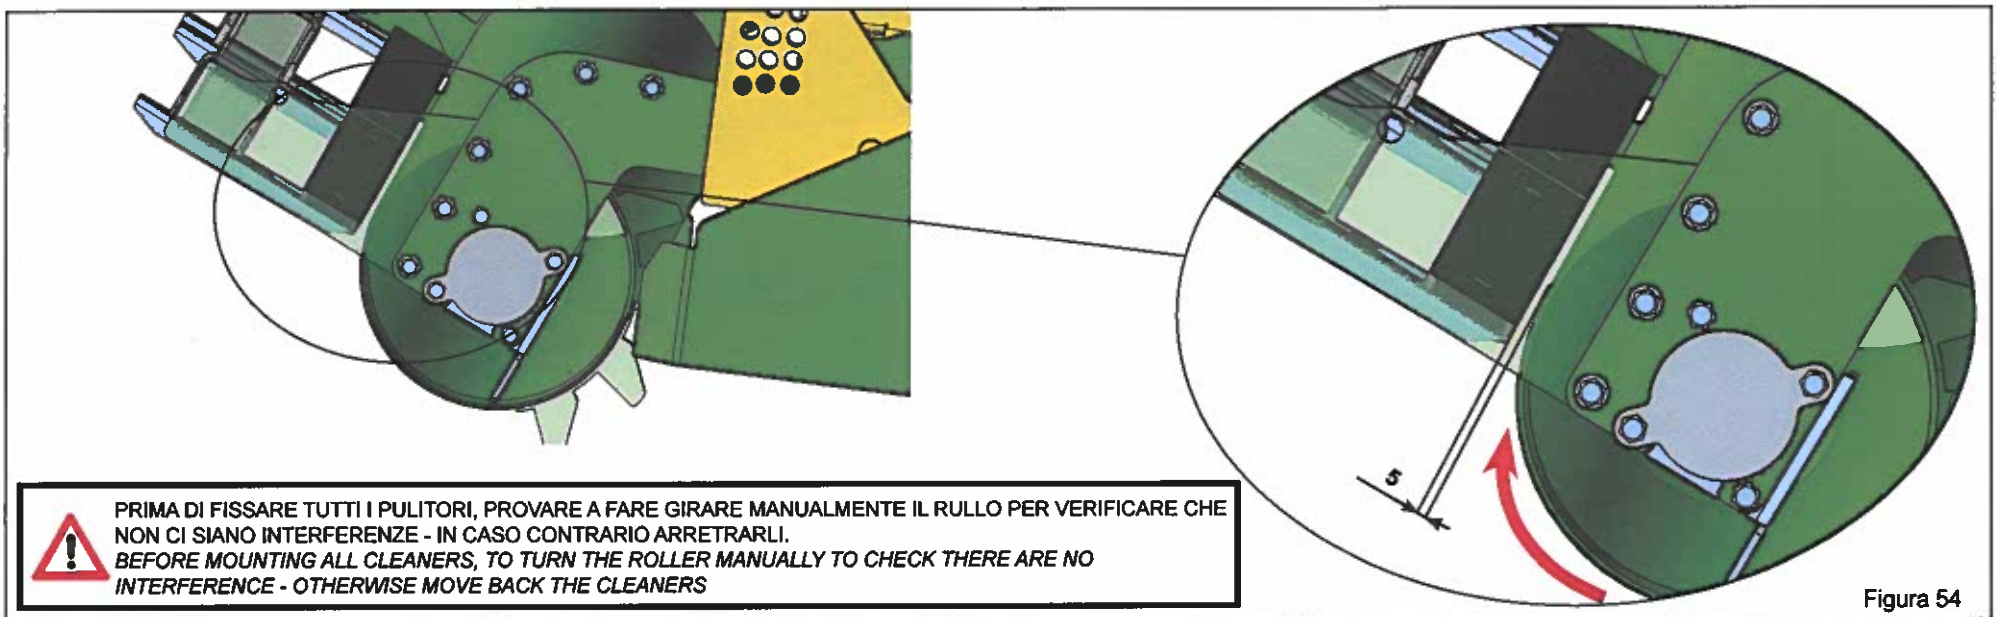 5
PRIMA DI FISSARE TUTTI I PULITORI, PROVARE A FARE GIRARE MANUALMENTE IL RULLO PER VERIFICARE CHE
NON CI SIANO INTERFERENZE - IN CASO CONTRARIO ARRETRARLI.
BEFORE MOUNTING ALL CLEANERS, TO TURN THE ROLLER MANUALLY TO CHECK THERE ARE NO
INTERFERENCE - OTHERWISE MOVE BACK THE CLEANERS
Figura 54